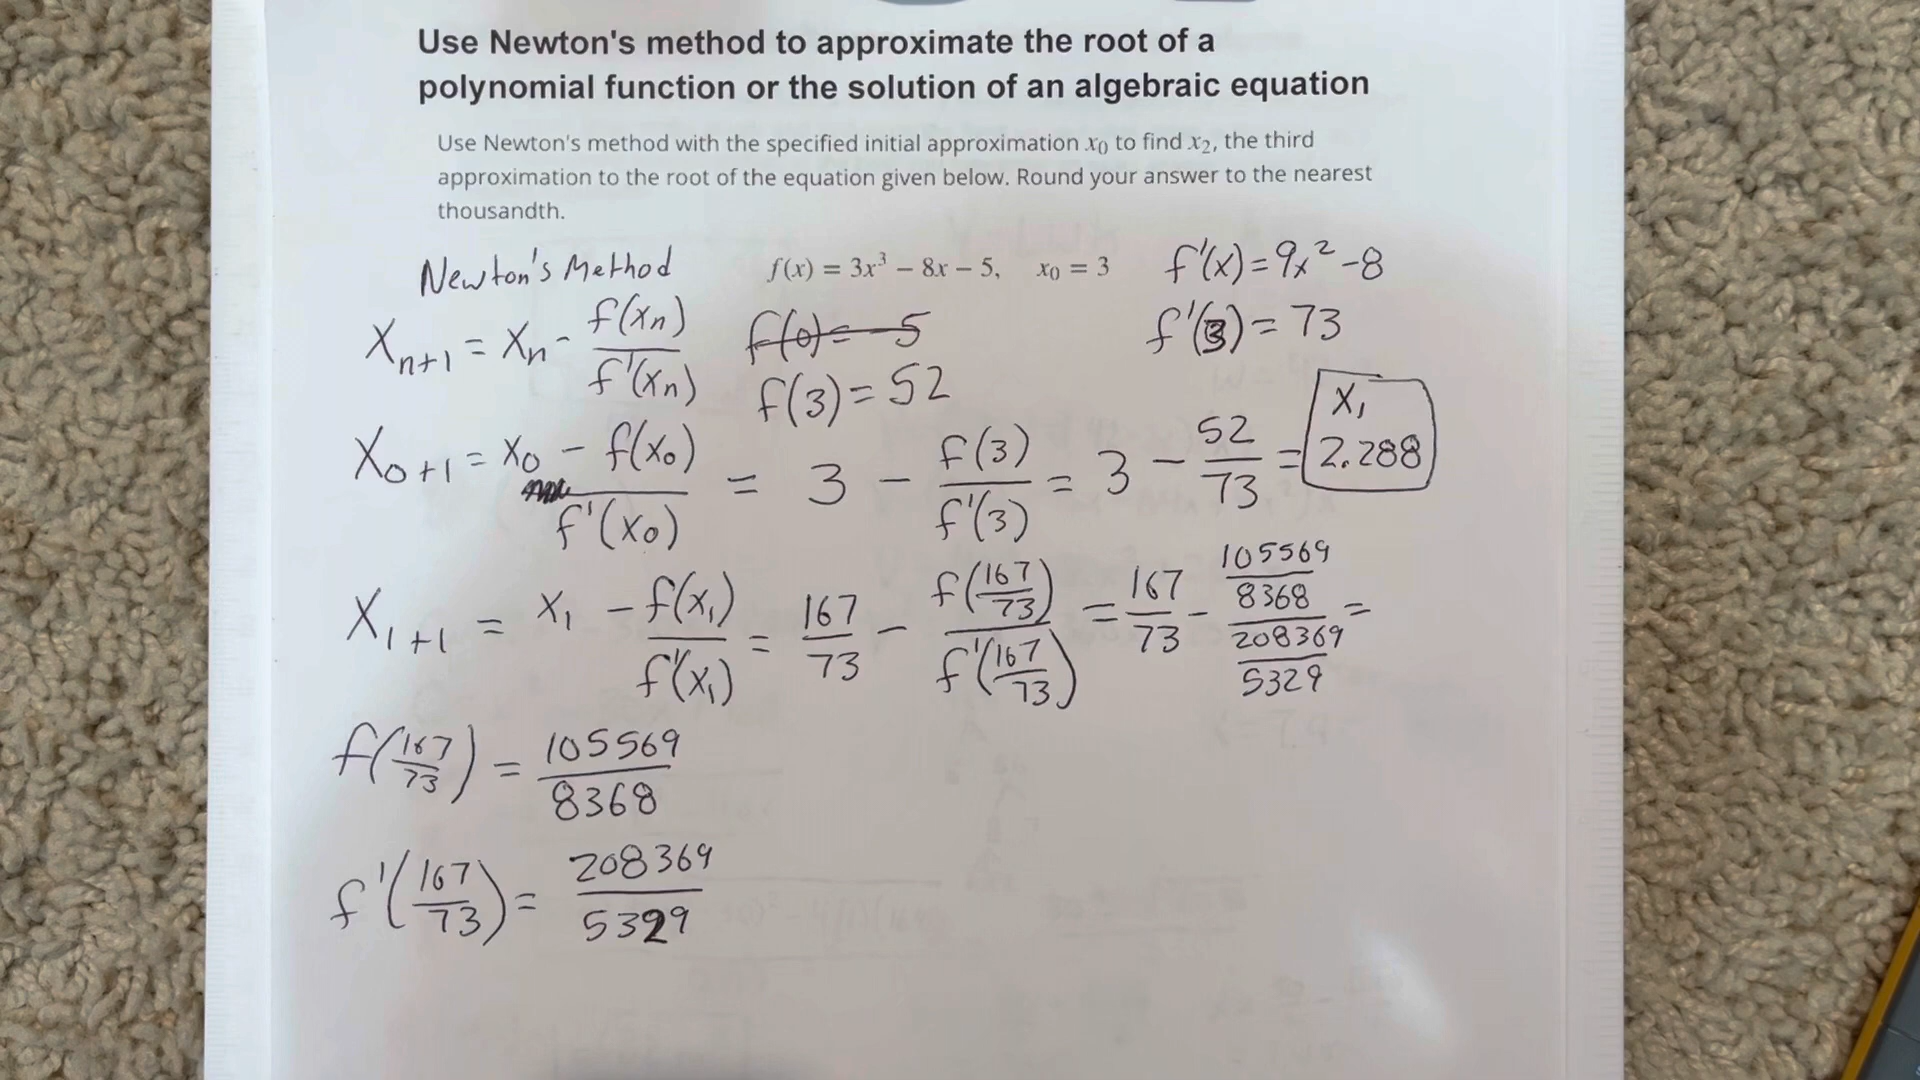 Use Newton's method to approximate the root of a
polynomial function or the solution of an algebraic equation
Use Newton's method with the specified initial approximation x₀ to find x₂, the third
approximation to the root of the equation given below. Round your answer to the nearest
thousandth.
Newton's Method f(x) = 3x³ − 8x − 5, x₀ = 3 f'(x) = 9x² - 8
Xₙ₊₁ = Xₙ - f(xₙ)/f'(xₙ) f(0) = -5 f'(3) = 73
f(3) = 52
X₀₊₁ = x₀ - f(x₀)/f'(x₀) = 3 - f(3)/f'(3) = 3 - 52/73 = X₁ 2.288
X₁₊₁ = x₁ - f(x₁)/f'(x₁) = 167/73 - f(167/73)/f'(167/73) = 167/73 - (105569/8368)/(208369/5329) =
f(167/73) = 105569/8368
f'(167/73) = 208369/5329